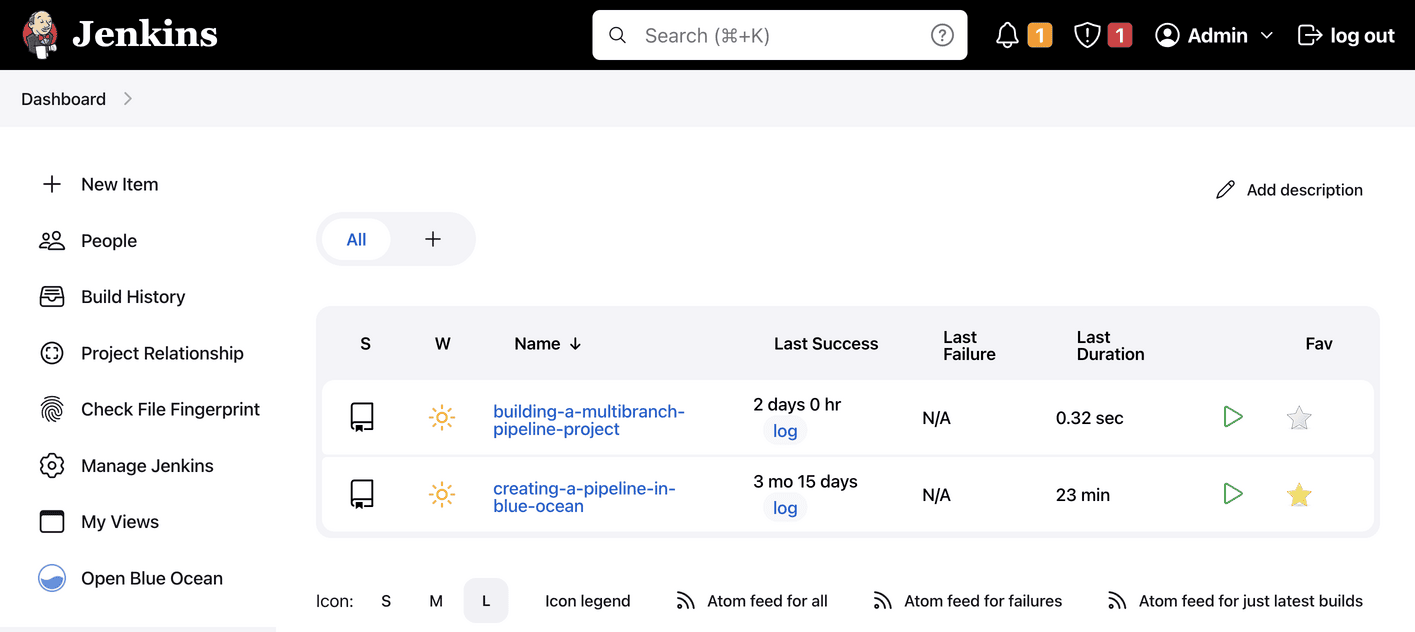 Jenkins
Search (⌘+K)
1
1
Admin
log out
Dashboard
New Item
People
Build History
Project Relationship
Check File Fingerprint
Manage Jenkins
My Views
Open Blue Ocean
Add description
All
S W Name ↓ Last Success Last Failure Last Duration Fav
building-a-multibranch-
pipeline-project
2 days 0 hr
log
N/A
0.32 sec
creating-a-pipeline-in-
blue-ocean
3 mo 15 days
log
N/A
23 min
Icon: S M L
Icon legend
Atom feed for all
Atom feed for failures
Atom feed for just latest builds